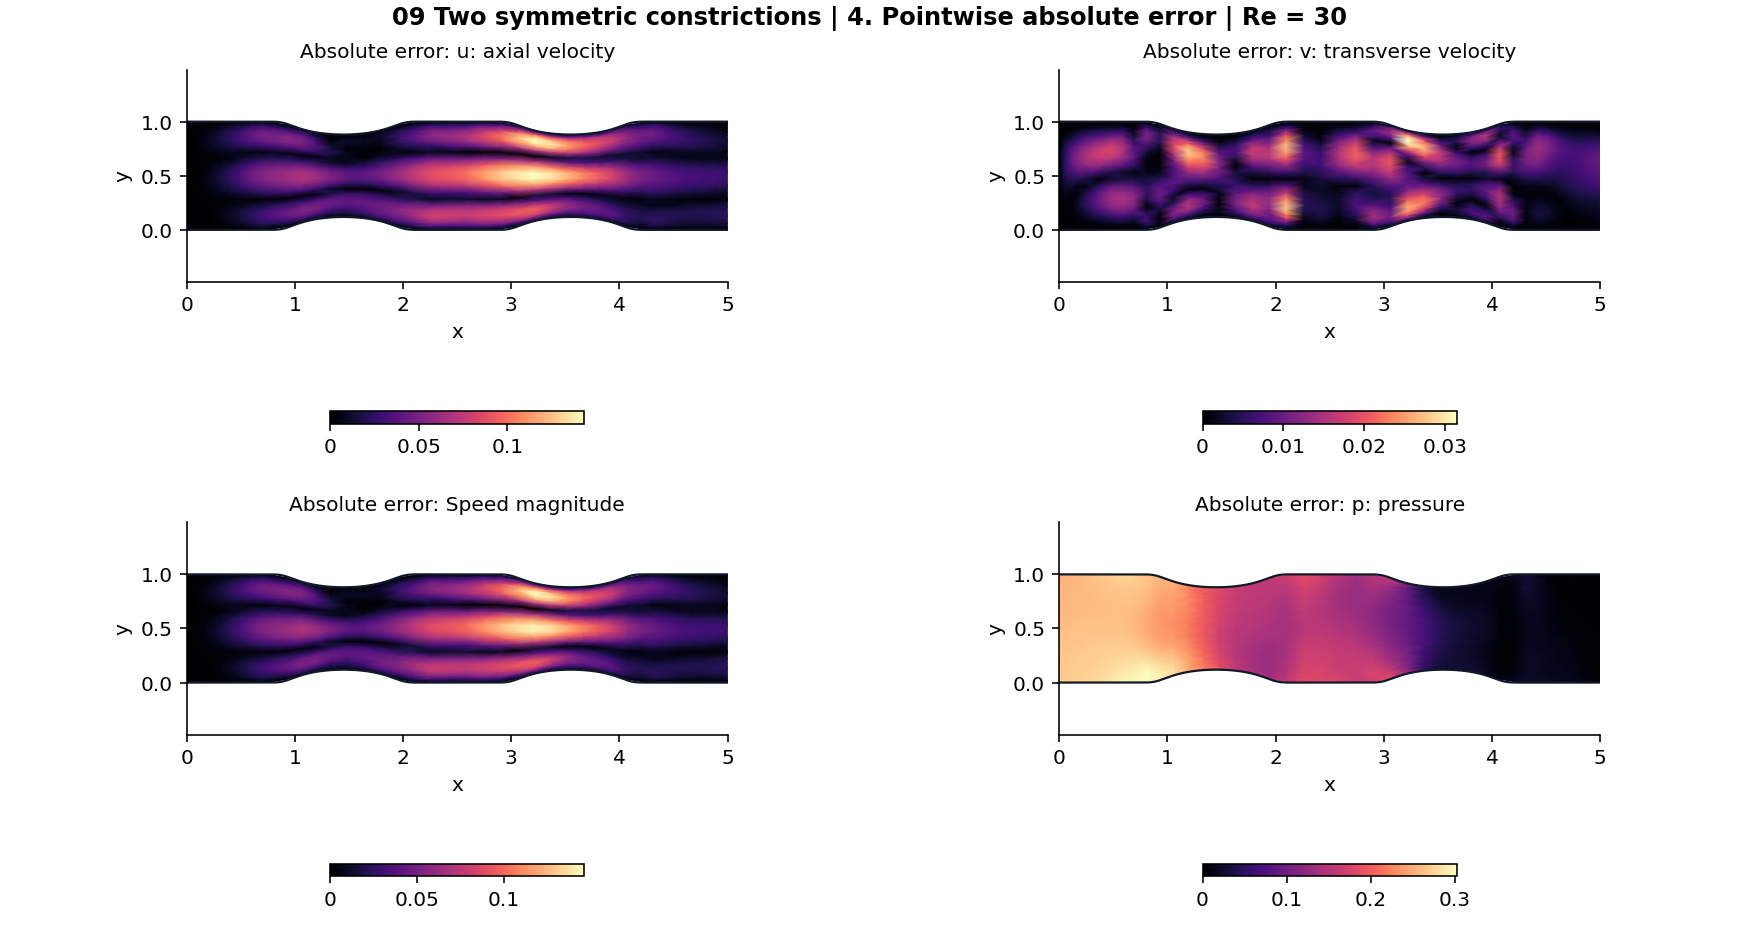 09 Two symmetric constrictions | 4. Pointwise absolute error | Re = 30
Absolute error: u: axial velocity
1.0
0.5
0.0
y
0 1 2 3 4 5
x
0 0.05 0.1
Absolute error: v: transverse velocity
1.0
0.5
0.0
y
0 1 2 3 4 5
x
0 0.01 0.02 0.03
Absolute error: Speed magnitude
1.0
0.5
0.0
y
0 1 2 3 4 5
x
0 0.05 0.1
Absolute error: p: pressure
1.0
0.5
0.0
y
0 1 2 3 4 5
x
0 0.1 0.2 0.3